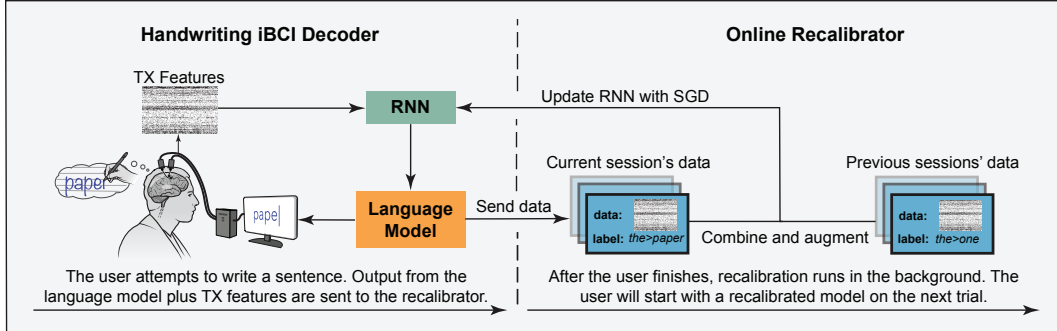 Handwriting iBCI Decoder
TX Features
RNN
paper
pape
Language
Model
Send data
The user attempts to write a sentence. Output from the
language model plus TX features are sent to the recalibrator.
Online Recalibrator
Update RNN with SGD
Current session's data
data:
label: the>paper
Combine and augment
Previous sessions' data
data:
label: the>one
After the user finishes, recalibration runs in the background. The
user will start with a recalibrated model on the next trial.